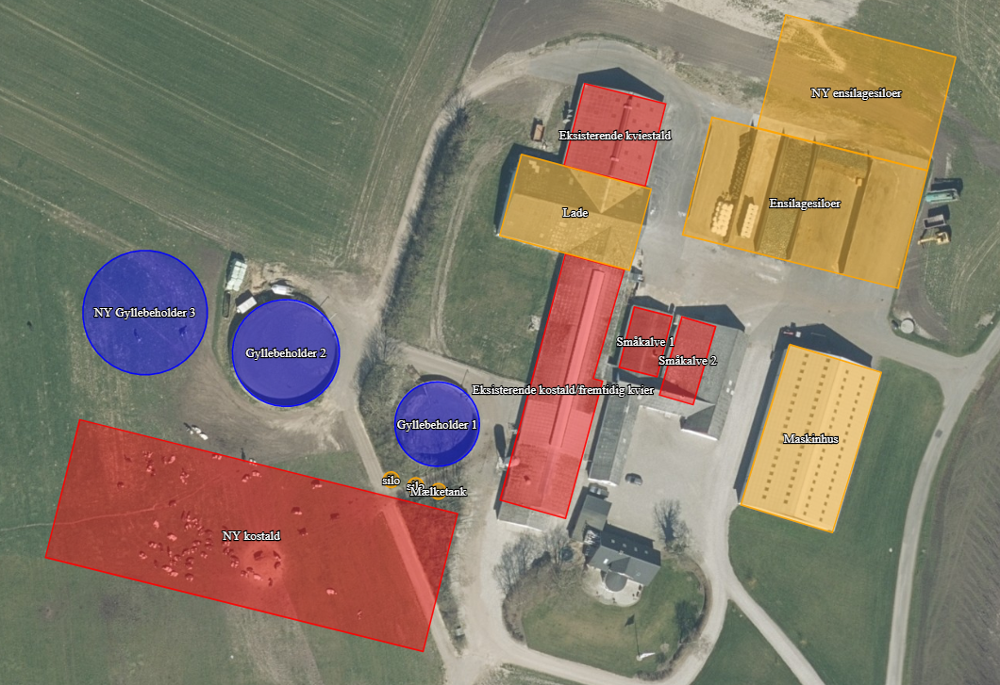 NY ensilagesiloer
Eksisterende kviestald
Ensilagesiloer
Lade
NY Gyllebeholder 3
Gyllebeholder 2
Småkalve 1
Småkalve 2
Eksisterende kostald/fremtidig kvier
Gyllebeholder 1
Maskinhus
silo
silo
Mælketank
NY kostald